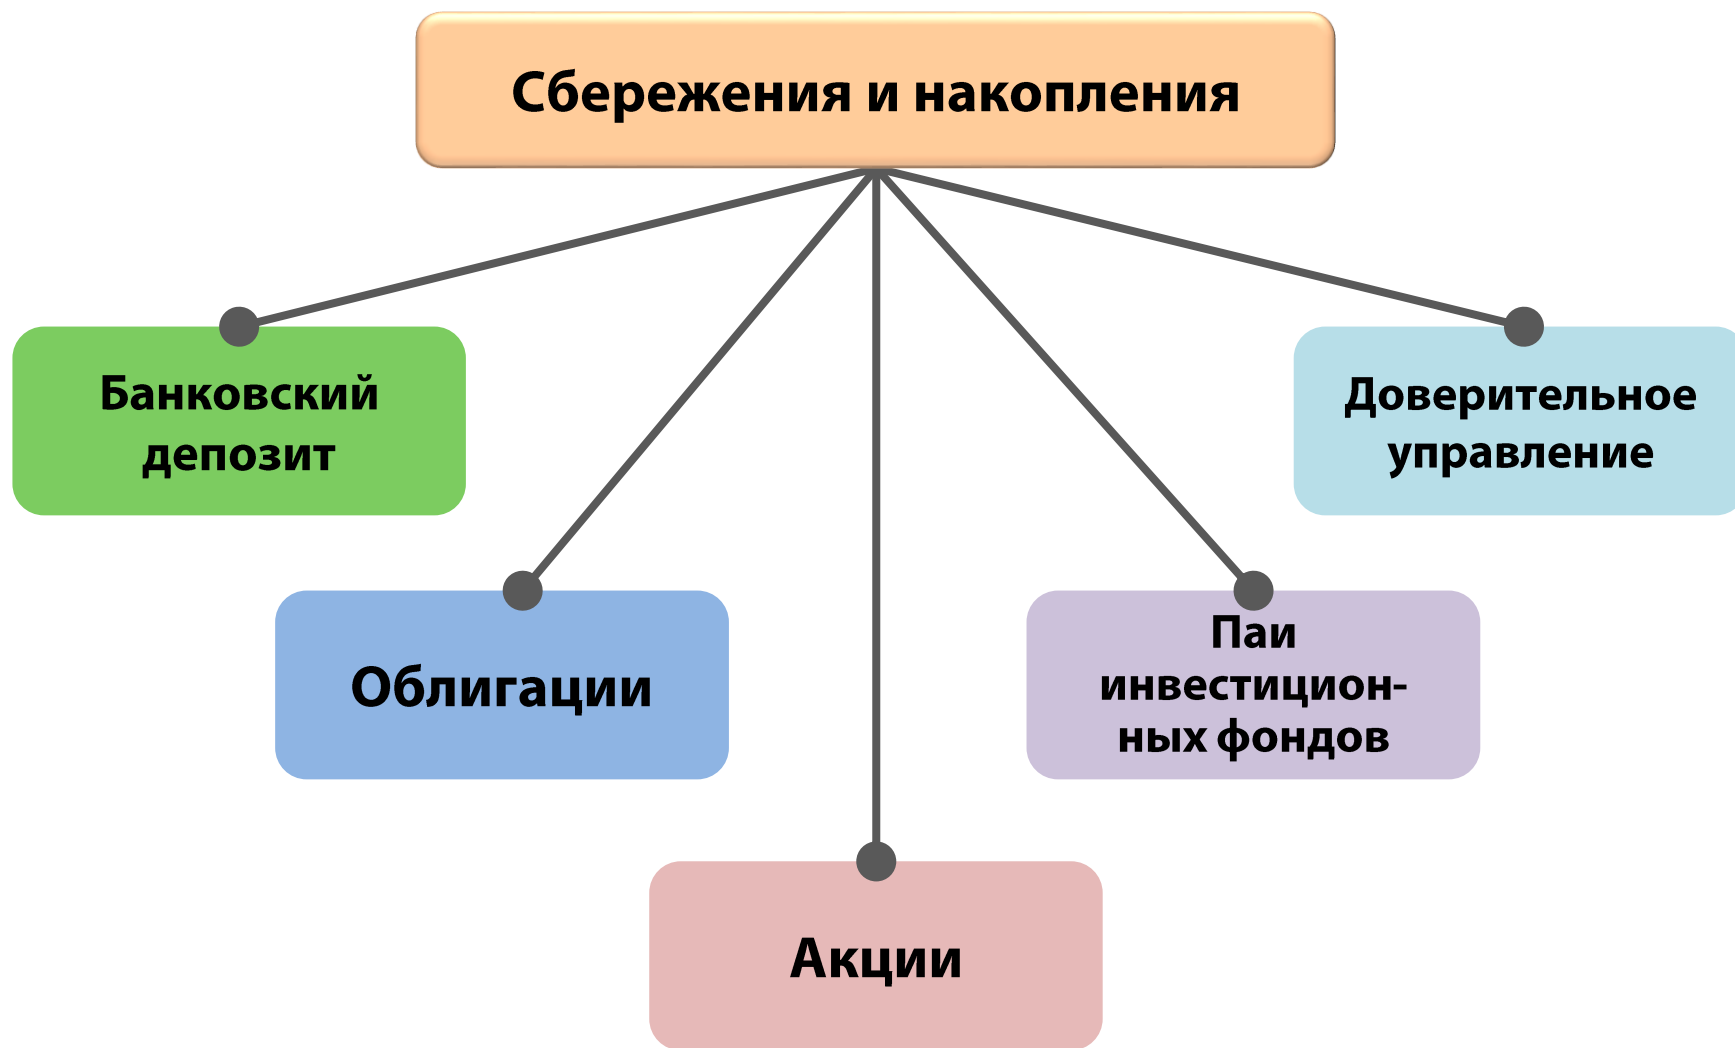 Сбережения и накопления
Банковский
депозит
Доверительное
управление
Облигации
Паи
инвестицион-
ных фондов
Акции